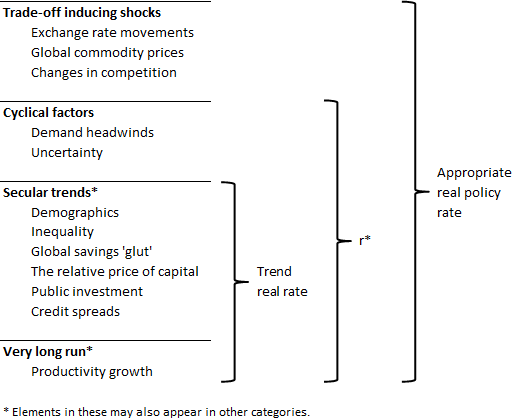 Trade-off inducing shocks
Exchange rate movements
Global commodity prices
Changes in competition
Cyclical factors
Demand headwinds
Uncertainty
Secular trends*
Demographics
Inequality
Global savings 'glut'
The relative price of capital
Public investment
Credit spreads
Very long run*
Productivity growth
Trend
real rate
r*
Appropriate
real policy
rate
* Elements in these may also appear in other categories.